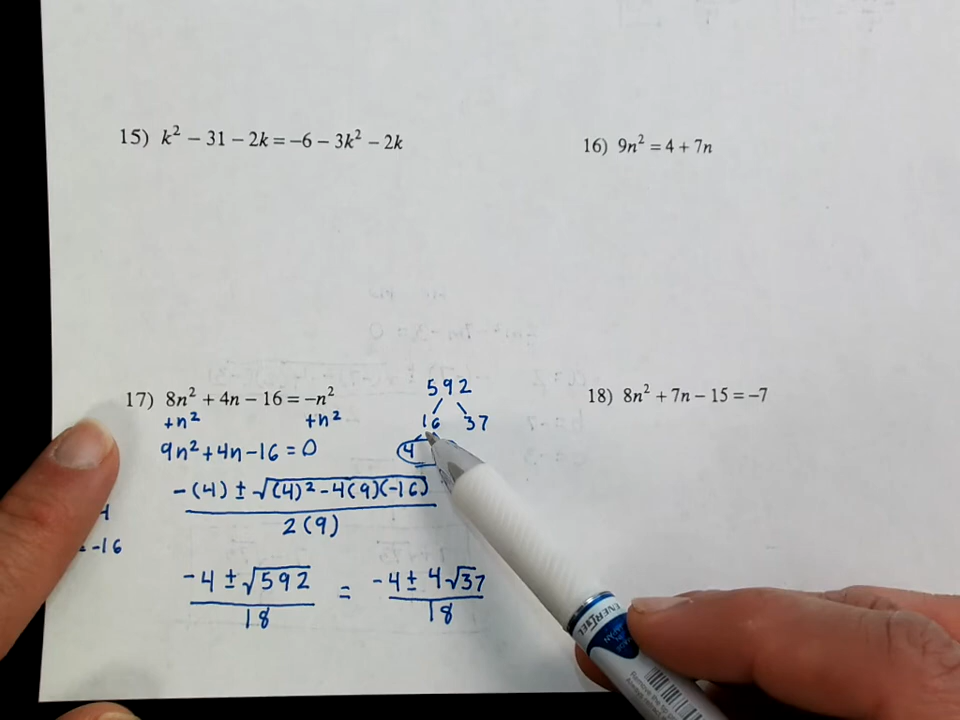 15) k² − 31 − 2k = −6 − 3k² − 2k
16) 9n² = 4 + 7n
17) 8n² + 4n − 16 = −n²
+n² +n²
9n² + 4n − 16 = 0
592
16 37
4
-(4) ± √(4)² - 4(9)(-16)
2(9)
-16
-4 ± √592 = -4 ± 4√37
18 18
18) 8n² + 7n − 15 = −7
ENERGEL